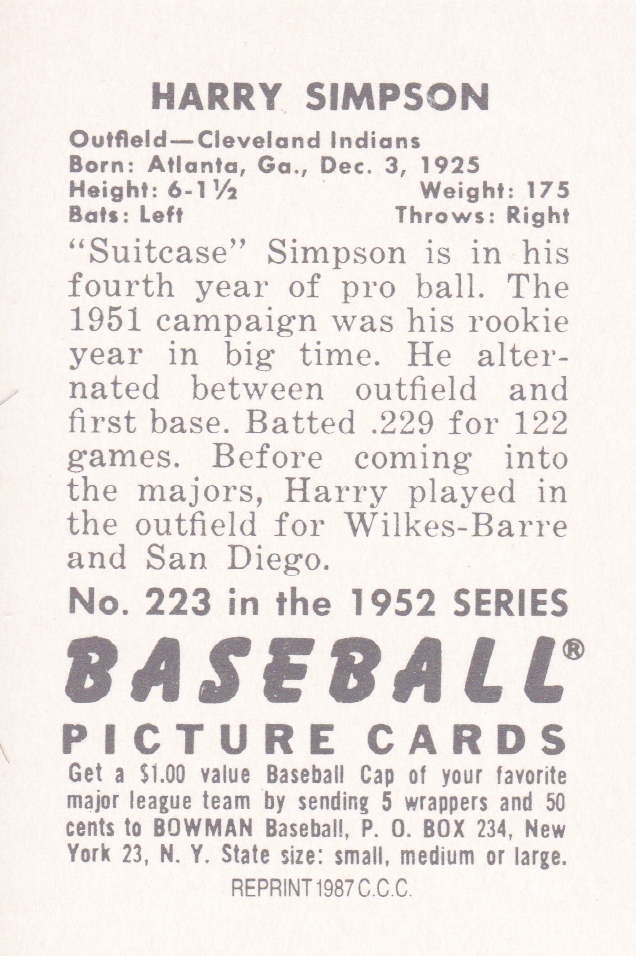 HARRY SIMPSON
Outfield—Cleveland Indians
Born: Atlanta, Ga., Dec. 3, 1925
Height: 6-1½ Weight: 175
Bats: Left Throws: Right
"Suitcase" Simpson is in his
fourth year of pro ball. The
1951 campaign was his rookie
year in big time. He alter-
nated between outfield and
first base. Batted .229 for 122
games. Before coming into
the majors, Harry played in
the outfield for Wilkes-Barre
and San Diego.
No. 223 in the 1952 SERIES
BASEBALL®
PICTURE CARDS
Get a $1.00 value Baseball Cap of your favorite
major league team by sending 5 wrappers and 50
cents to BOWMAN Baseball, P. O. BOX 234, New
York 23, N. Y. State size: small, medium or large.
REPRINT 1987 C.C.C.